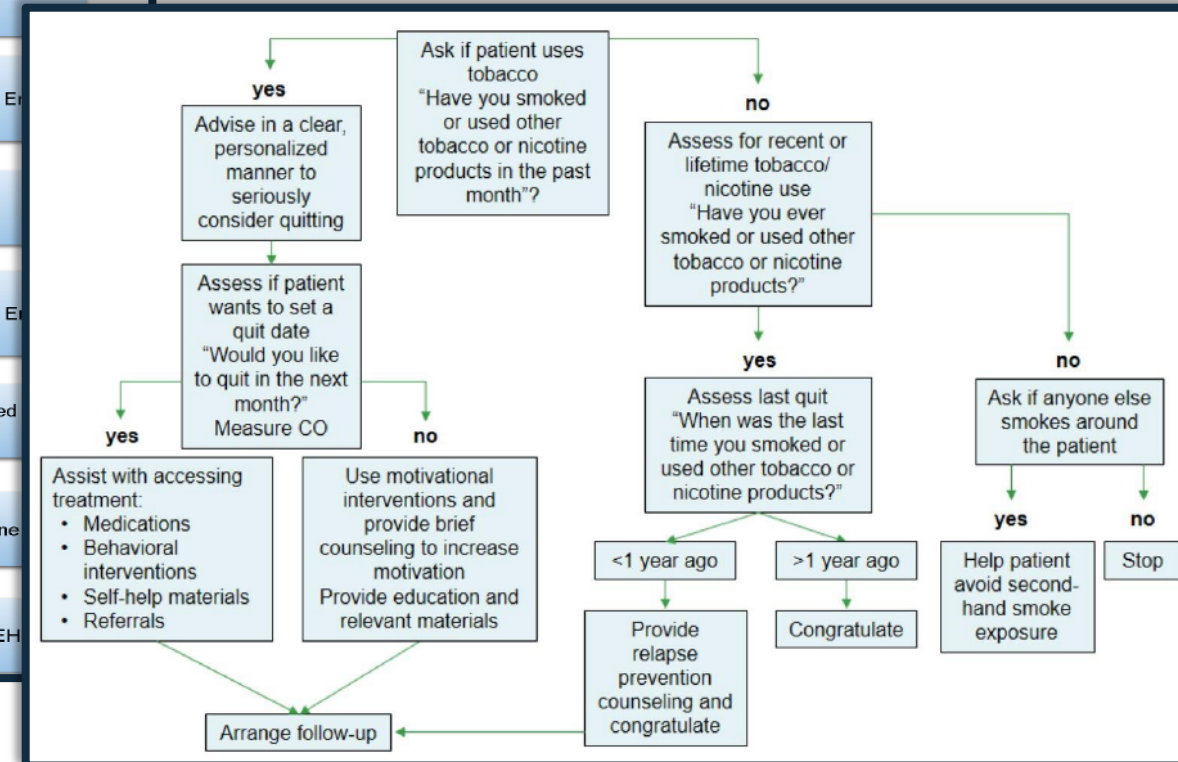 Ask if patient uses
tobacco
“Have you smoked
or used other
tobacco or nicotine
products in the past
month”?
yes
Advise in a clear,
personalized
manner to
seriously
consider quitting
Assess if patient
wants to set a
quit date
“Would you like
to quit in the next
month?”
Measure CO
yes
Assist with accessing
treatment:
• Medications
• Behavioral
interventions
• Self-help materials
• Referrals
no
Use motivational
interventions and
provide brief
counseling to increase
motivation
Provide education and
relevant materials
Arrange follow-up
no
Assess for recent or
lifetime tobacco/
nicotine use
“Have you ever
smoked or used other
tobacco or nicotine
products?”
yes
Assess last quit
“When was the last
time you smoked or
used other tobacco or
nicotine products?”
<1 year ago
Provide
relapse
prevention
counseling and
congratulate
>1 year ago
Congratulate
no
Ask if anyone else
smokes around
the patient
yes
Help patient
avoid second-
hand smoke
exposure
no
Stop